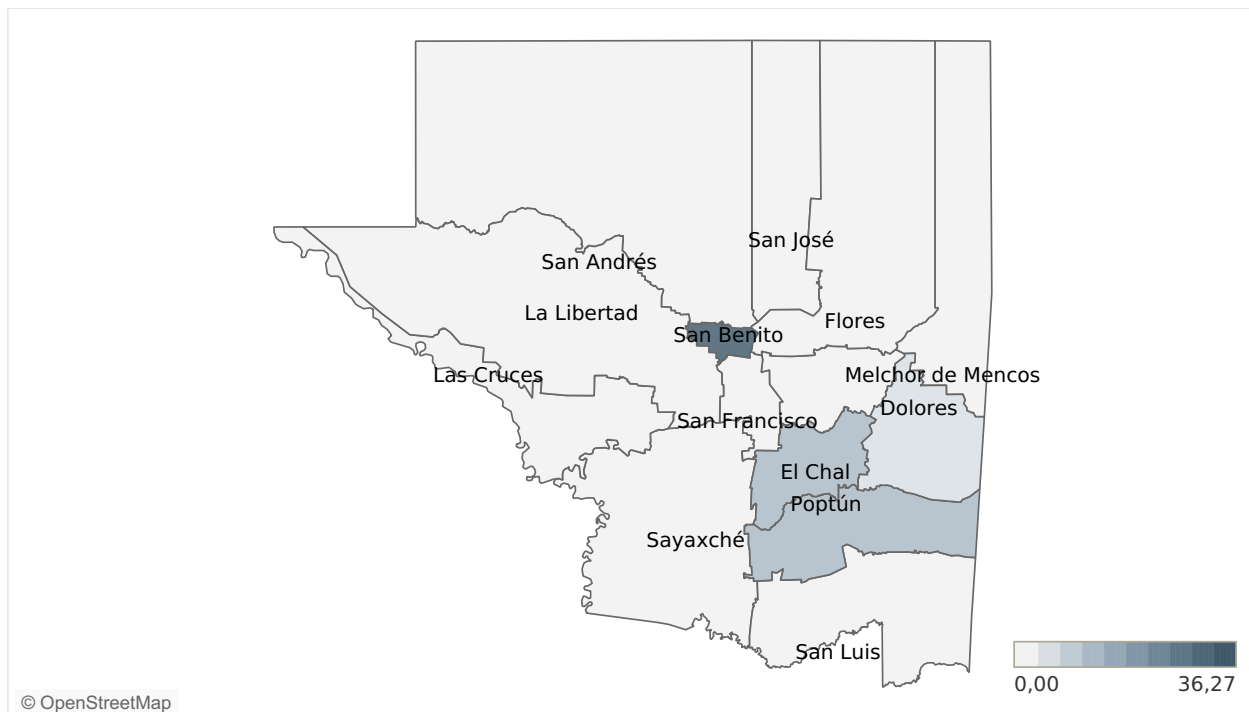 San José
San Andrés
La Libertad
Flores
San Benito
Las Cruces
Melchor de Mencos
Dolores
San Francisco
El Chal
Poptún
Sayaxché
San Luis
0,00
36,27
© OpenStreetMap